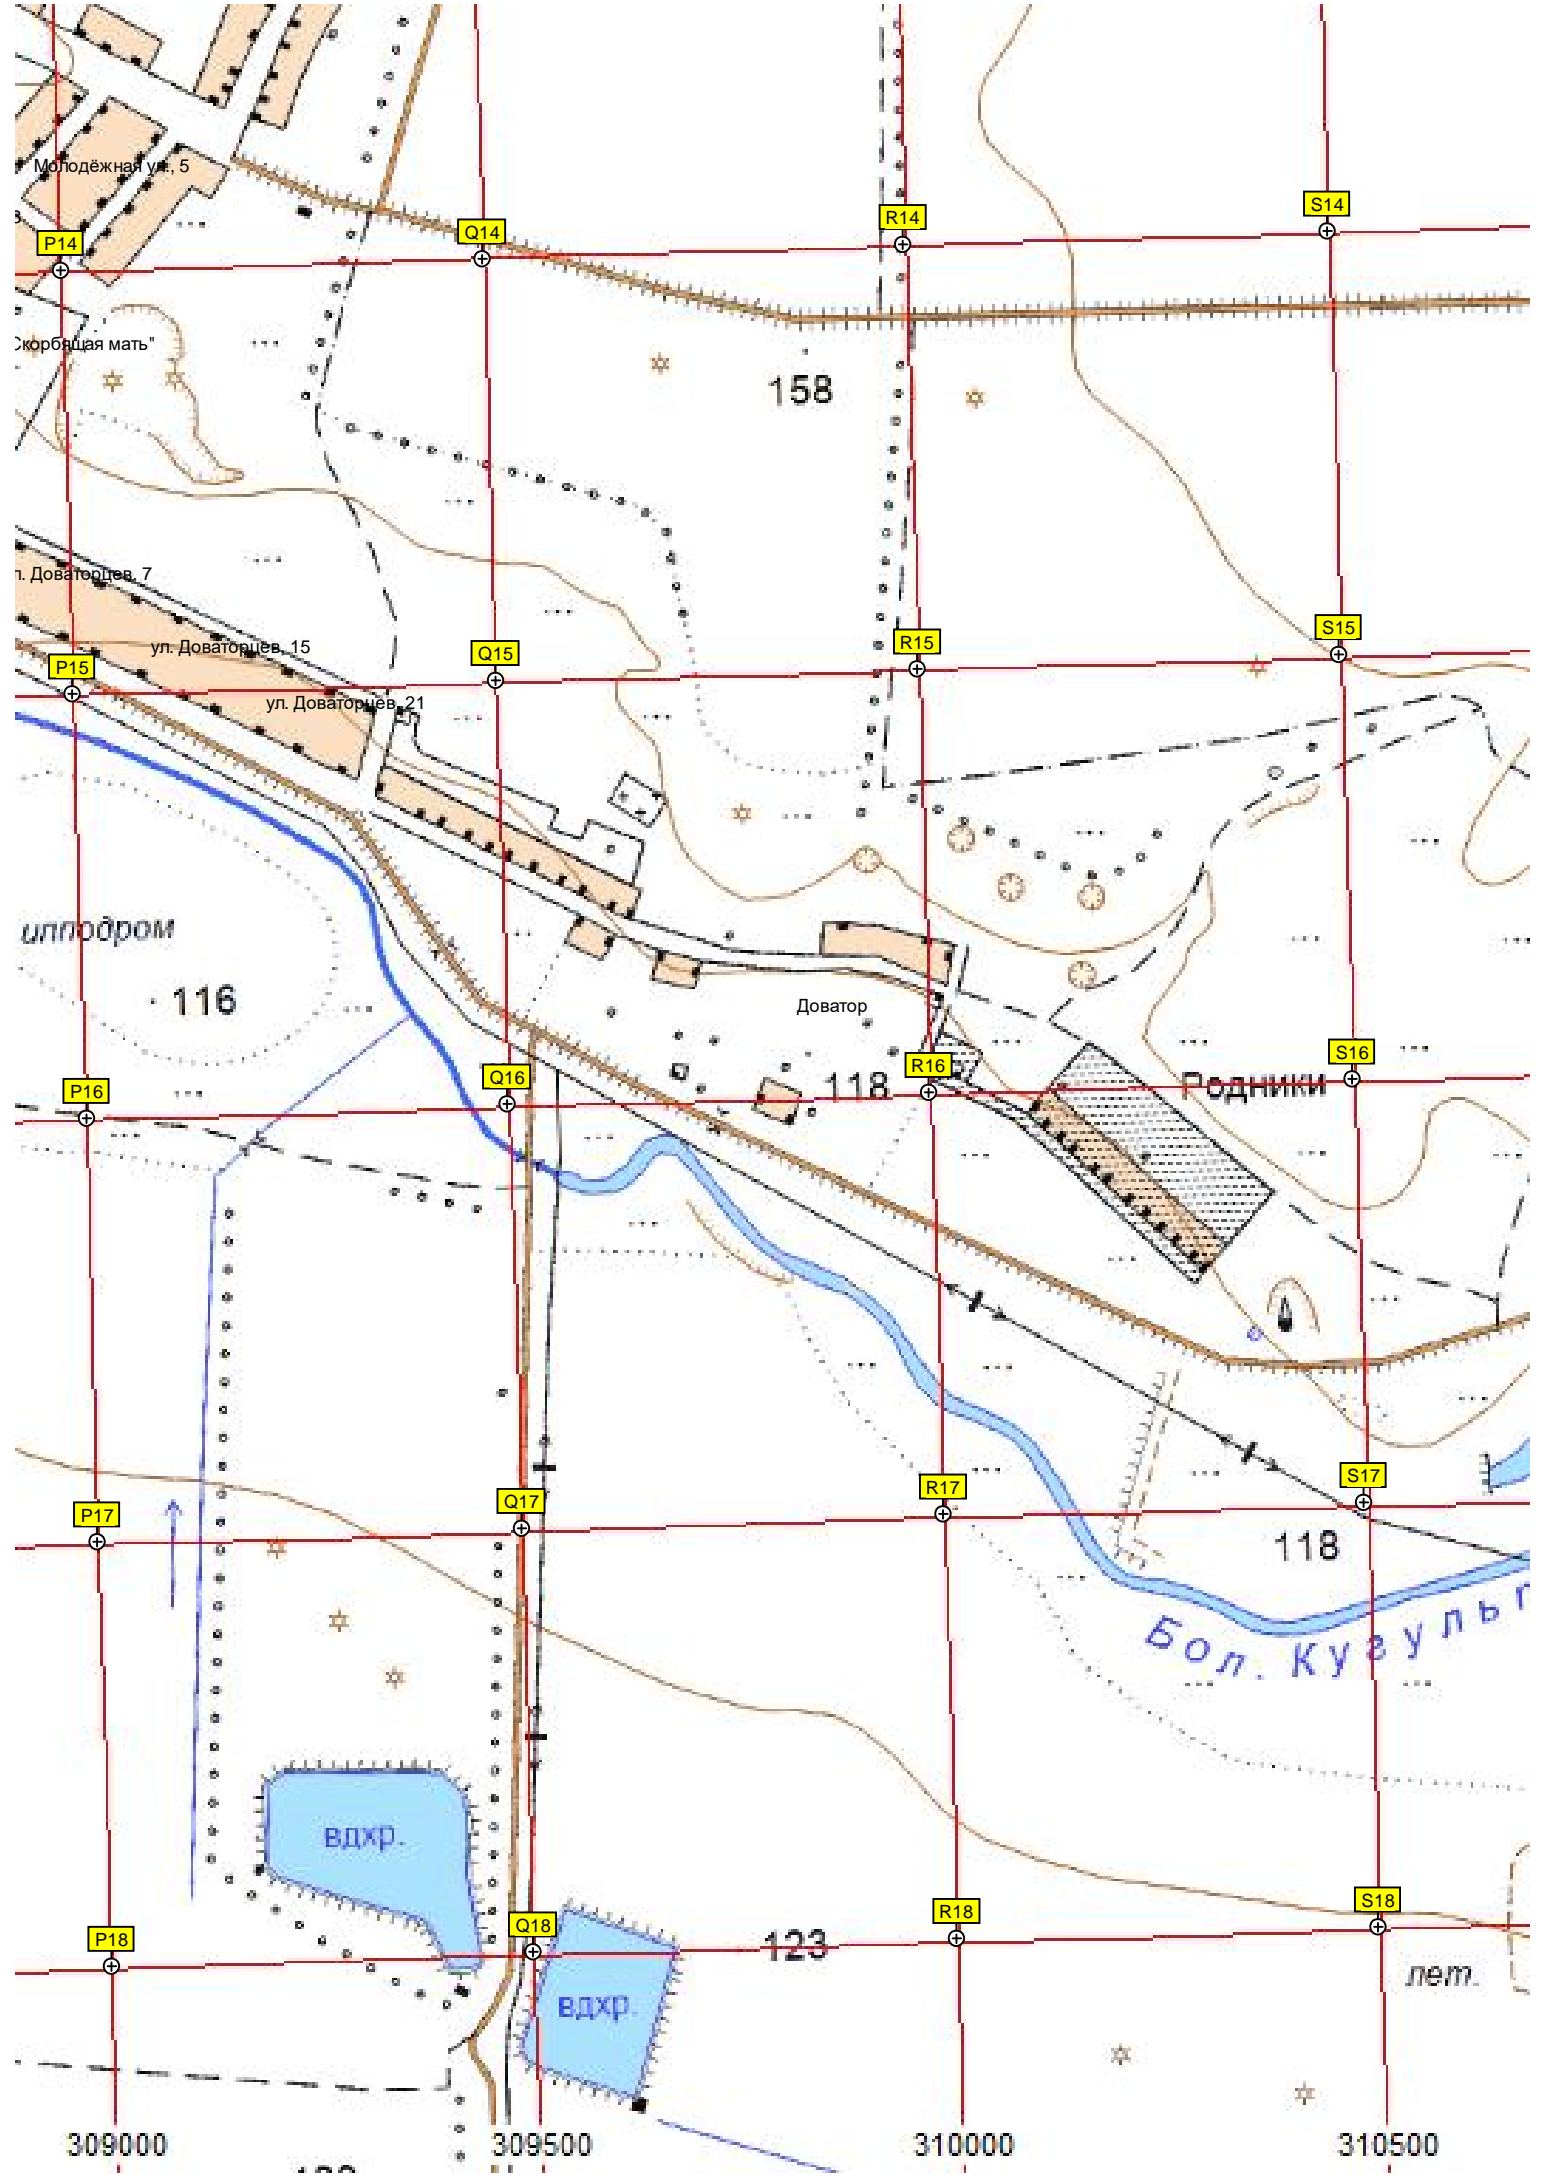 Молодёжная ул., 5
S14
R14
Q14
P14
Скорбящая мать"
158
л. Доваторцев, 7
S15
R15
ул. Доваторцев, 15
Q15
P15
ул. Доваторцев, 21
ипподром
116
Доватор
S16
R16
Q16
118
Родники
P16
S17
R17
Q17
P17
118
Бол. Кугульт
вдхр.
S18
R18
Q18
P18
123
лет.
вдхр.
309000 309500 310000 310500